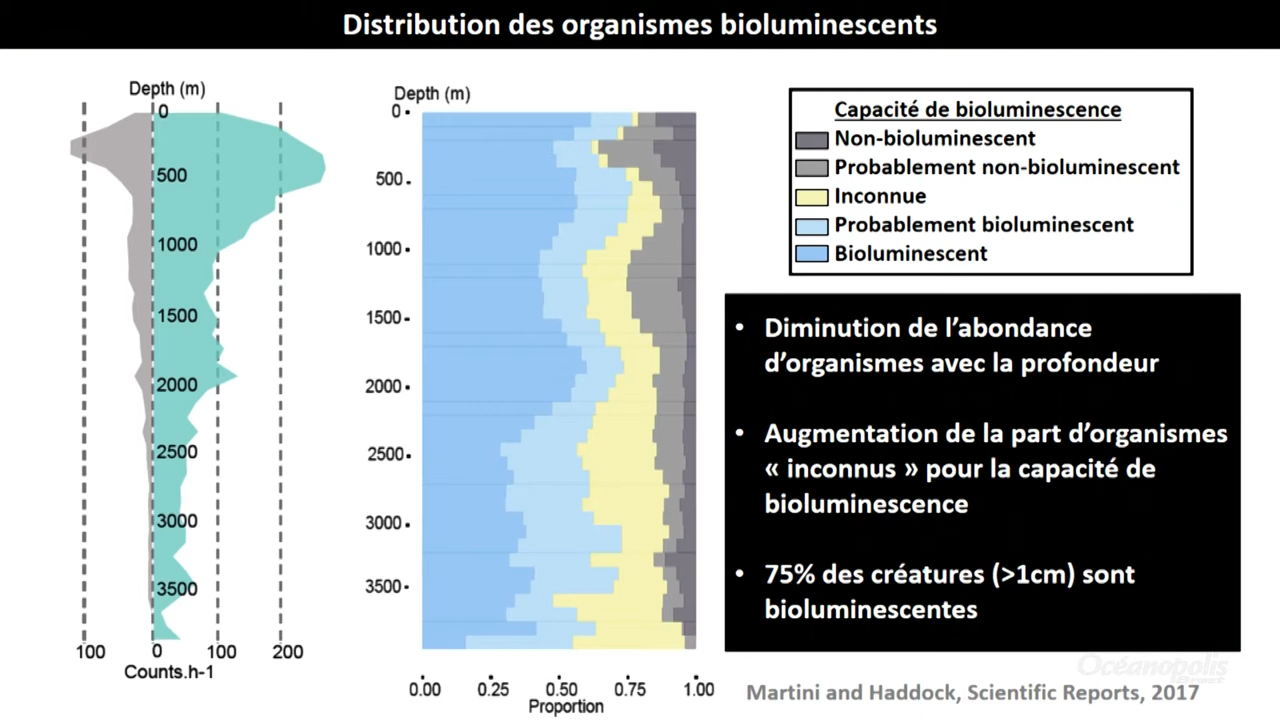 Distribution des organismes bioluminescents
Depth (m)
0
500
1000
1500
2000
2500
3000
3500
100
0
100
200
Counts.h-1
Depth (m)
0
500
1000
1500
2000
2500
3000
3500
0.00
0.25
0.50
0.75
1.00
Proportion
Capacité de bioluminescence
Non-bioluminescent
Probablement non-bioluminescent
Inconnue
Probablement bioluminescent
Bioluminescent
• Diminution de l’abondance
d’organismes avec la profondeur
• Augmentation de la part d’organismes
« inconnus » pour la capacité de
bioluminescence
• 75% des créatures (>1cm) sont
bioluminescentes
Océanopolis
Martini and Haddock, Scientific Reports, 2017